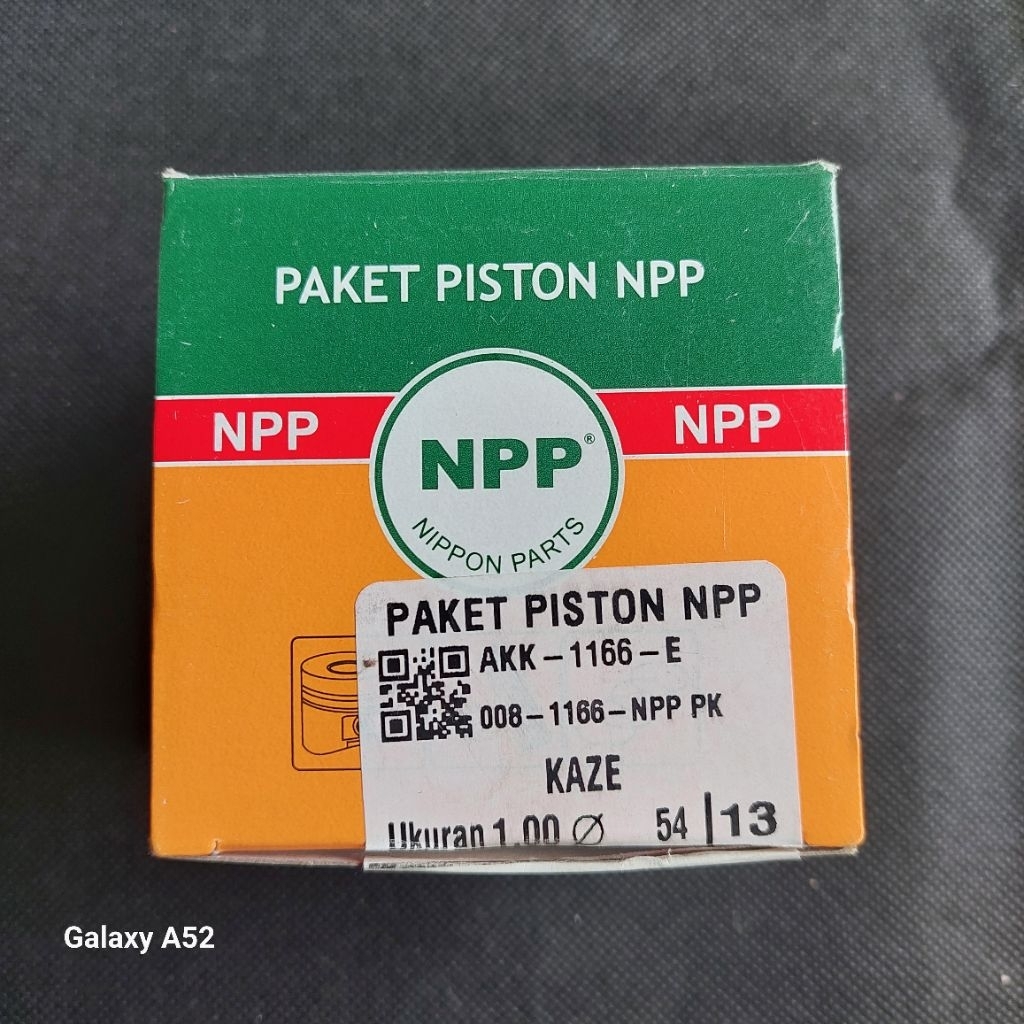 PAKET PISTON NPP
NPP
NPP®
NPP
NIPPON PARTS
PAKET PISTON NPP
AKK-1166-E
008-1166-NPP PK
KAZE
Ukuran 1.00 Ø 54 |13
Galaxy A52